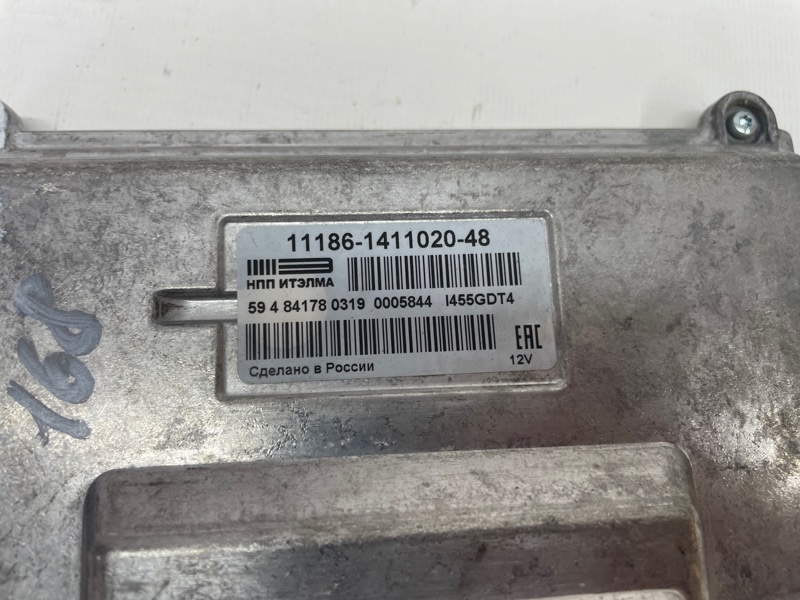 11186-1411020-48
НПП ИТЭЛМА
59 4 84178 0319 0005844 I455GDT4
EAC
Сделано в России
12V
168